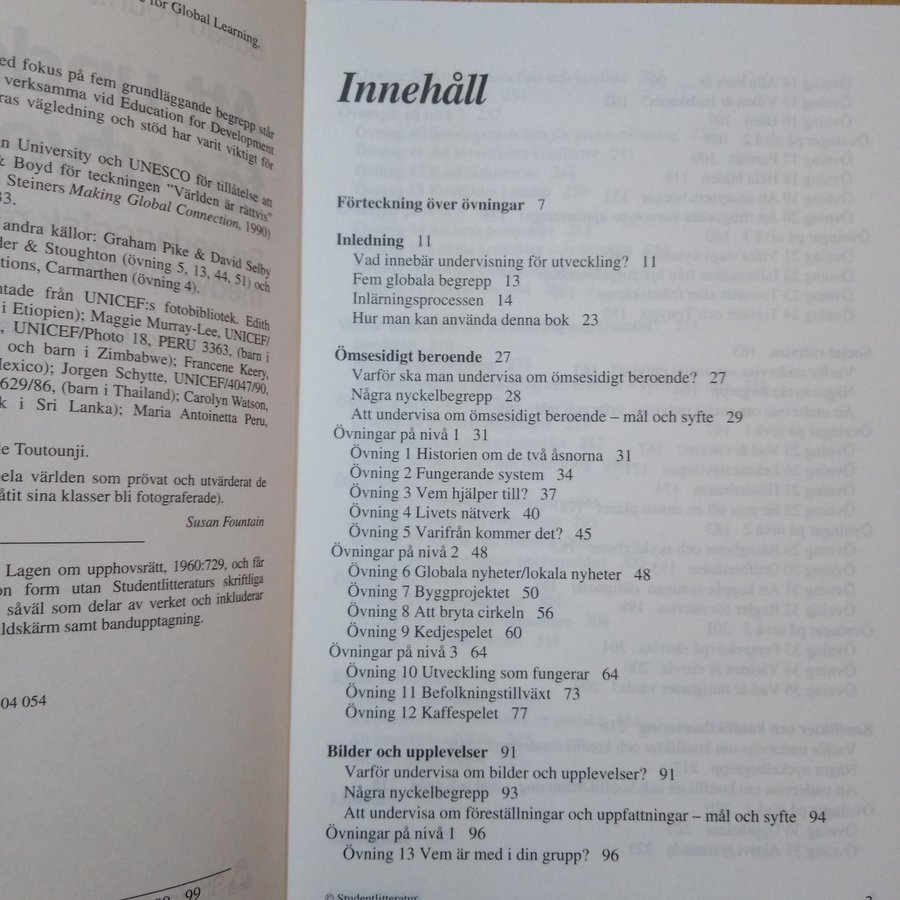 for Global Learning.
ed fokus på fem grundläggande begrepp står
verksamma vid Education for Development
ras vägledning och stöd har varit viktigt för
n University och UNESCO för tillåtelse att
& Boyd för teckningen "Världen är rättvis"
Steiners Making Global Connection, 1990)
33.
andra källor: Graham Pike & David Selby
der & Stoughton (övning 5, 13, 44, 51) och
tions, Carmarthen (övning 4).
ntade från UNICEF:s fotobibliotek. Edith
i Etiopien); Maggie Murray-Lee, UNICEF/
, UNICEF/Photo 18, PERU 3363, (barn i
och barn i Zimbabwe); Francene Keery,
Mexico); Jorgen Schytte, UNICEF/4047/90,
629/86, (barn i Thailand); Carolyn Watson,
k i Sri Lanka); Maria Antoinetta Peru,
e Toutounji.
ela världen som prövat och utvärderat de
åtit sina klasser bli fotograferade).
Susan Fountain
Lagen om upphovsrätt, 1960:729, och får
on form utan Studentlitteraturs skriftliga
såväl som delar av verket och inkluderar
ildskärm samt bandupptagning.
04 054
99
Innehåll
Förteckning över övningar 7
Inledning 11
Vad innebär undervisning för utveckling? 11
Fem globala begrepp 13
Inlärningsprocessen 14
Hur man kan använda denna bok 23
Ömsesidigt beroende 27
Varför ska man undervisa om ömsesidigt beroende? 27
Några nyckelbegrepp 28
Att undervisa om ömsesidigt beroende – mål och syfte 29
Övningar på nivå 1 31
Övning 1 Historien om de två åsnorna 31
Övning 2 Fungerande system 34
Övning 3 Vem hjälper till? 37
Övning 4 Livets nätverk 40
Övning 5 Varifrån kommer det? 45
Övningar på nivå 2 48
Övning 6 Globala nyheter/lokala nyheter 48
Övning 7 Byggprojektet 50
Övning 8 Att bryta cirkeln 56
Övning 9 Kedjespelet 60
Övningar på nivå 3 64
Övning 10 Utveckling som fungerar 64
Övning 11 Befolkningstillväxt 73
Övning 12 Kaffespelet 77
Bilder och upplevelser 91
Varför undervisa om bilder och upplevelser? 91
Några nyckelbegrepp 93
Att undervisa om föreställningar och uppfattningar – mål och syfte 94
Övningar på nivå 1 96
Övning 13 Vem är med i din grupp? 96
© Studentlitteratur